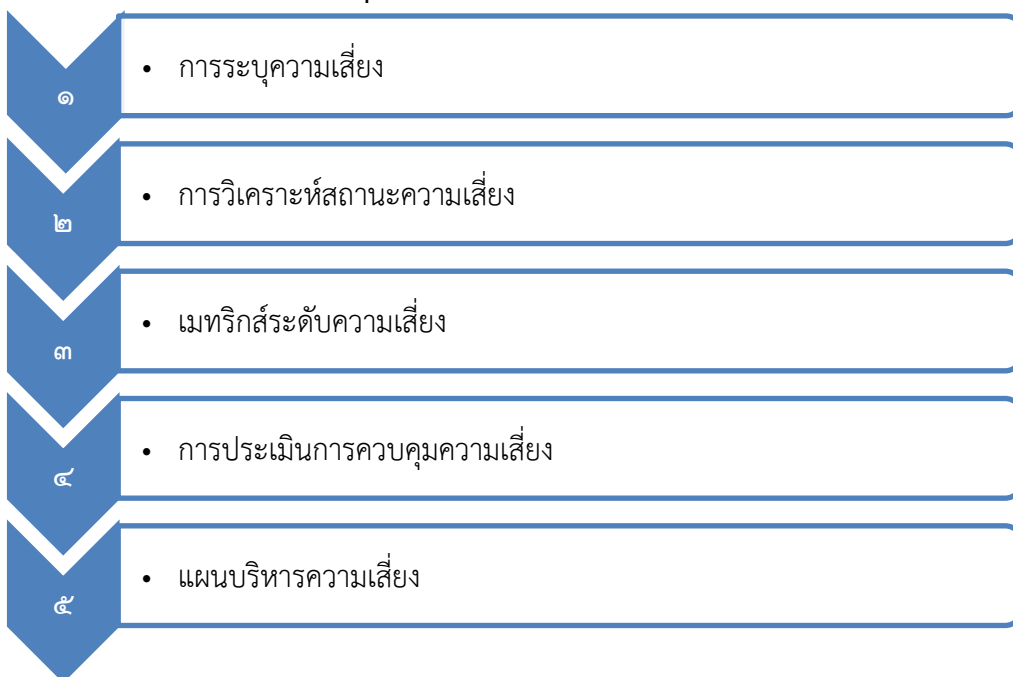 ๑
• การระบุความเสี่ยง
๒
• การวิเคราะห์สถานะความเสี่ยง
๓
• เมทริกส์ระดับความเสี่ยง
๔
• การประเมินการควบคุมความเสี่ยง
๕
• แผนบริหารความเสี่ยง